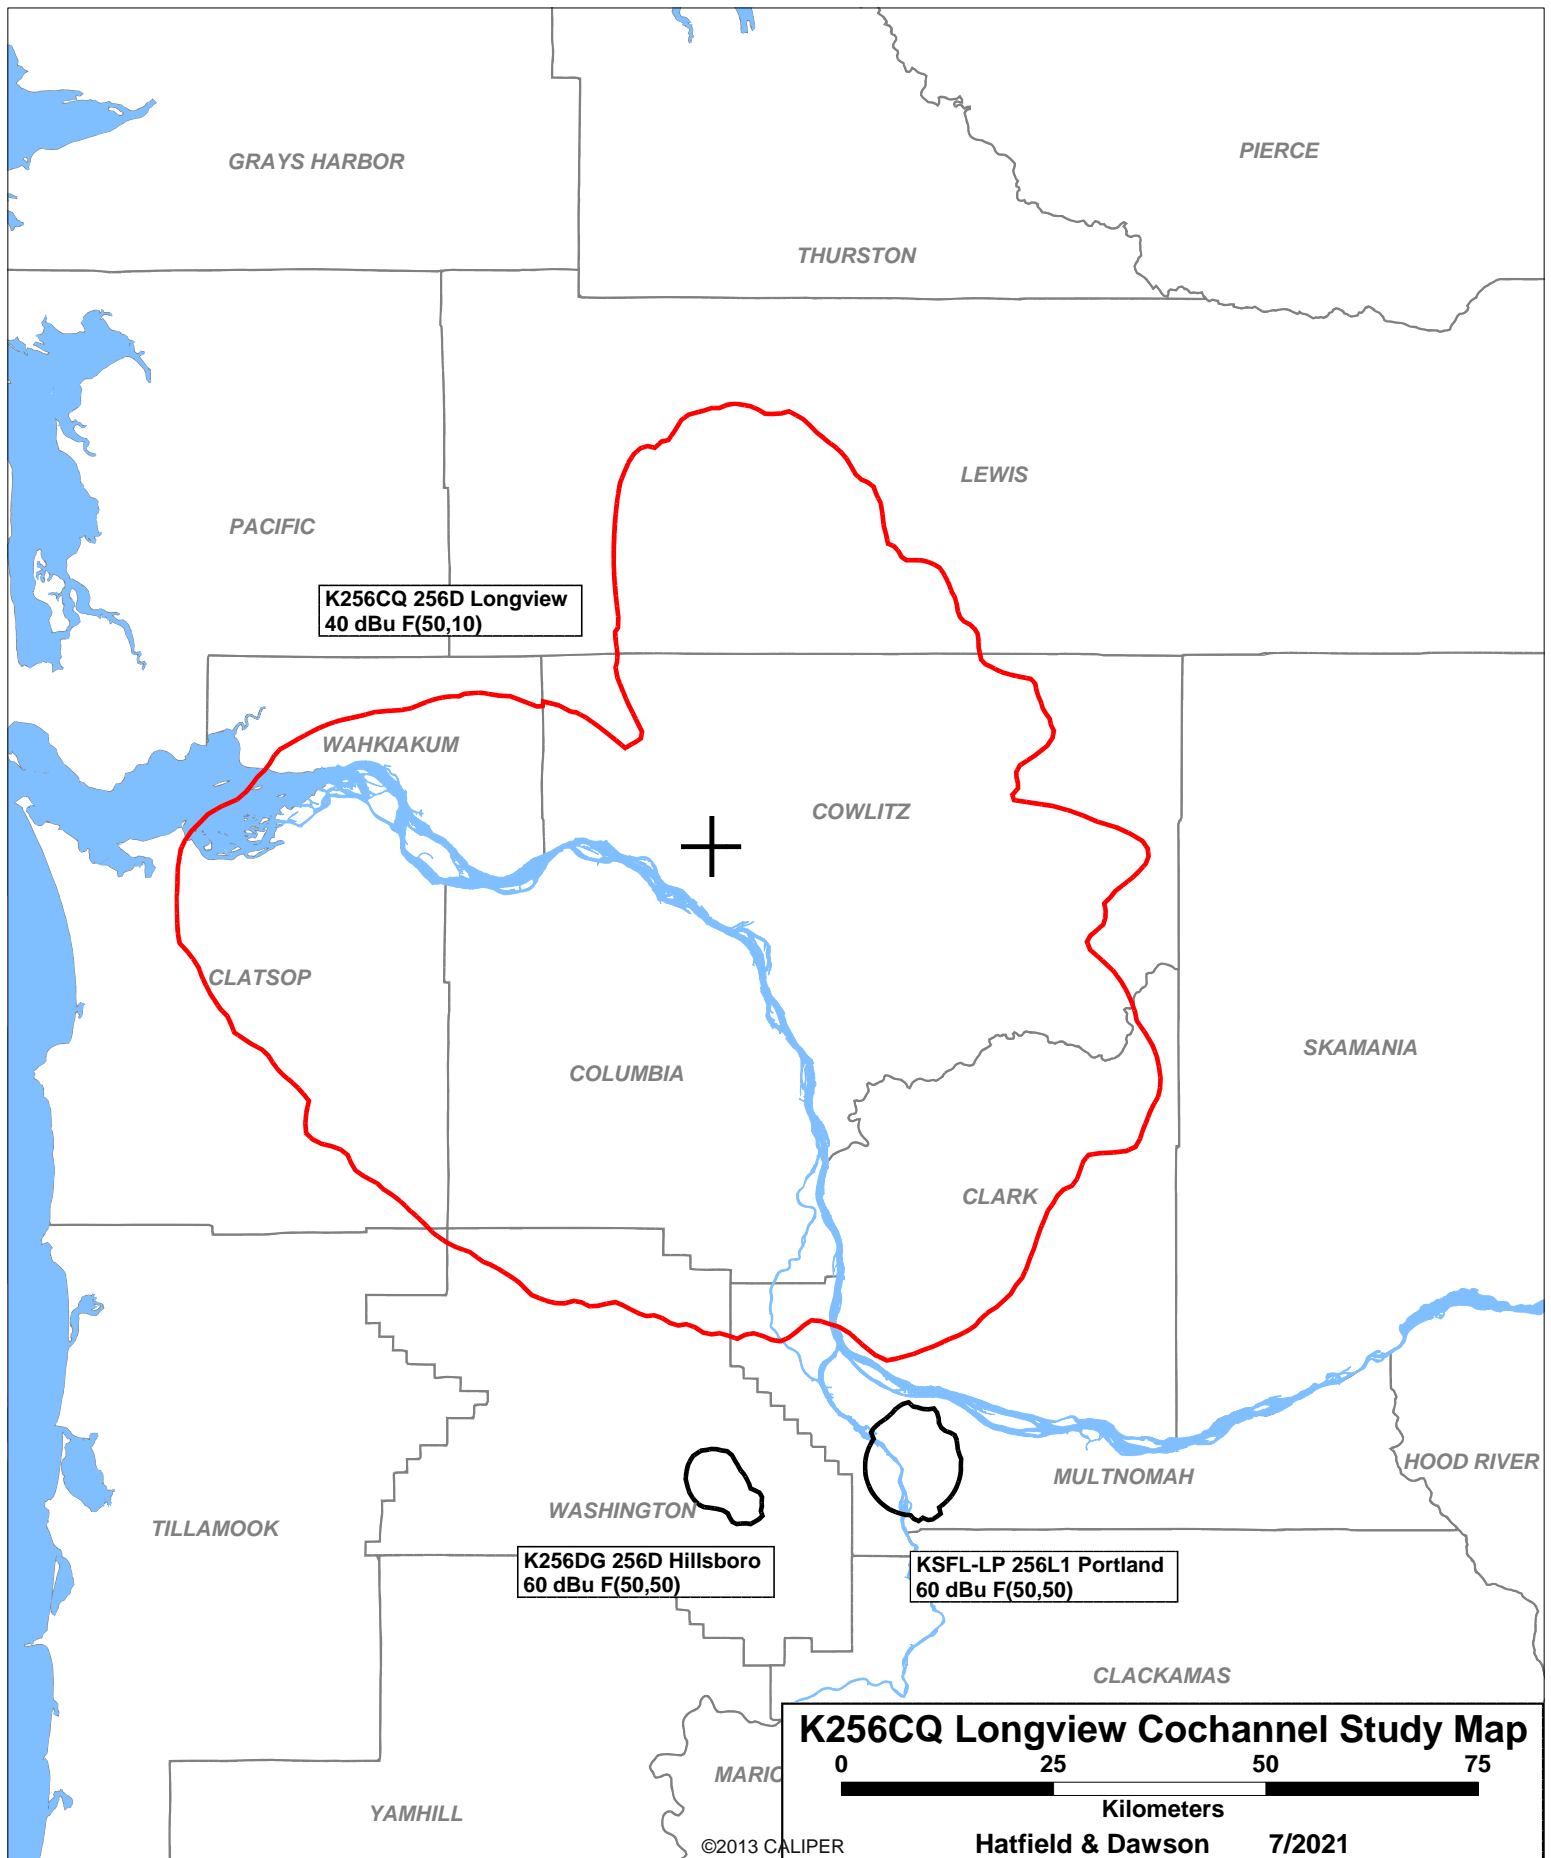 PIERCE
GRAYS HARBOR
THURSTON
LEWIS
PACIFIC
K256CQ 256D Longview
40 dBu F(50,10)
WAHKIAKUM
COWLITZ
CLATSOP
SKAMANIA
COLUMBIA
CLARK
HOOD RIVER
MULTNOMAH
WASHINGTON
TILLAMOOK
K256DG 256D Hillsboro
60 dBu F(50,50)
KSFL-LP 256L1 Portland
60 dBu F(50,50)
CLACKAMAS
K256CQ Longview Cochannel Study Map
0 25 50 75
Kilometers
MARIO
YAMHILL
©2013 CALIPER
Hatfield & Dawson 7/2021